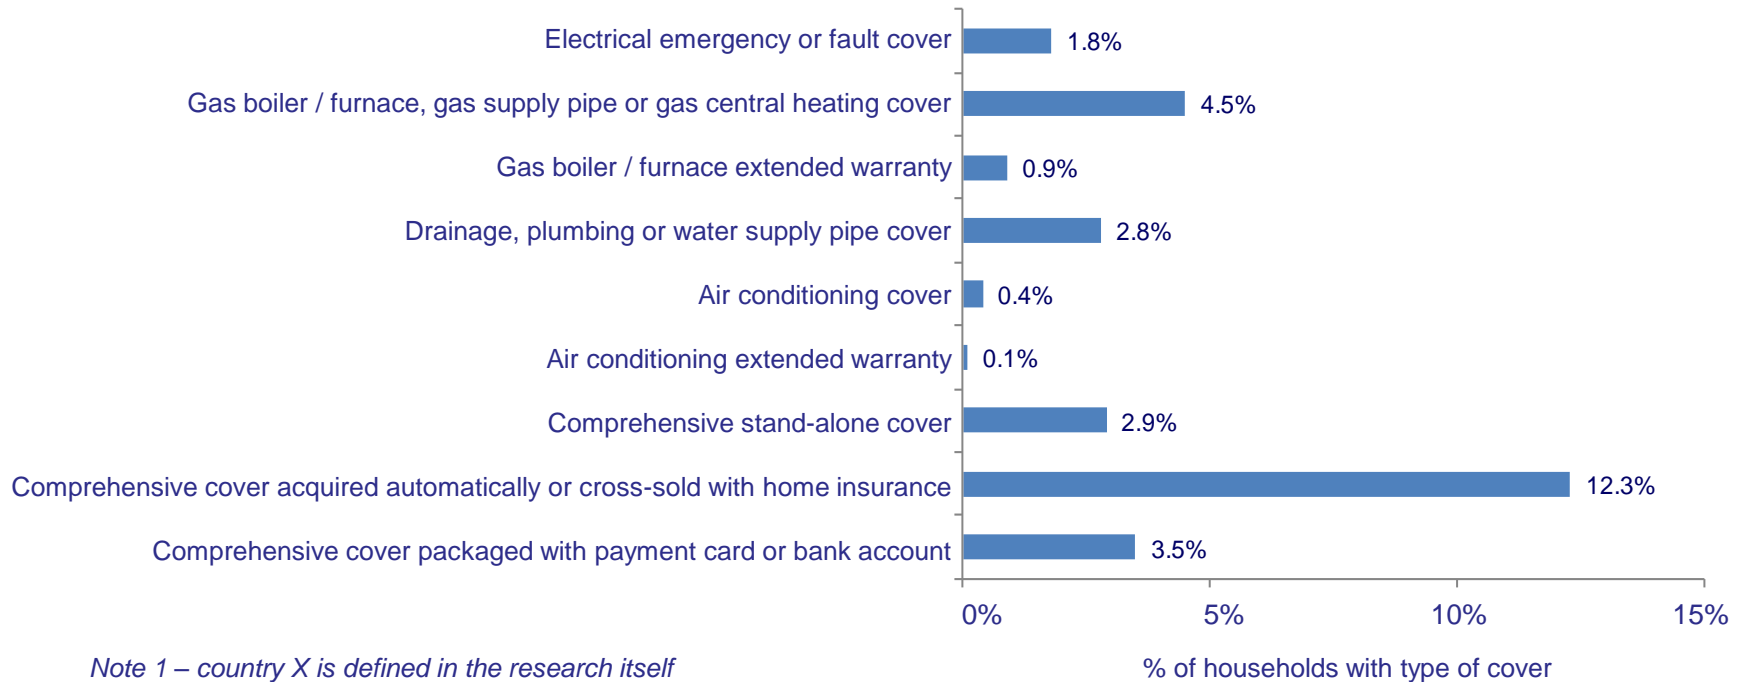 Electrical emergency or fault cover 1.8%
Gas boiler / furnace, gas supply pipe or gas central heating cover 4.5%
Gas boiler / furnace extended warranty 0.9%
Drainage, plumbing or water supply pipe cover 2.8%
Air conditioning cover 0.4%
Air conditioning extended warranty 0.1%
Comprehensive stand-alone cover 2.9%
Comprehensive cover acquired automatically or cross-sold with home insurance 12.3%
Comprehensive cover packaged with payment card or bank account 3.5%
0% 5% 10% 15%
Note 1 – country X is defined in the research itself
% of households with type of cover